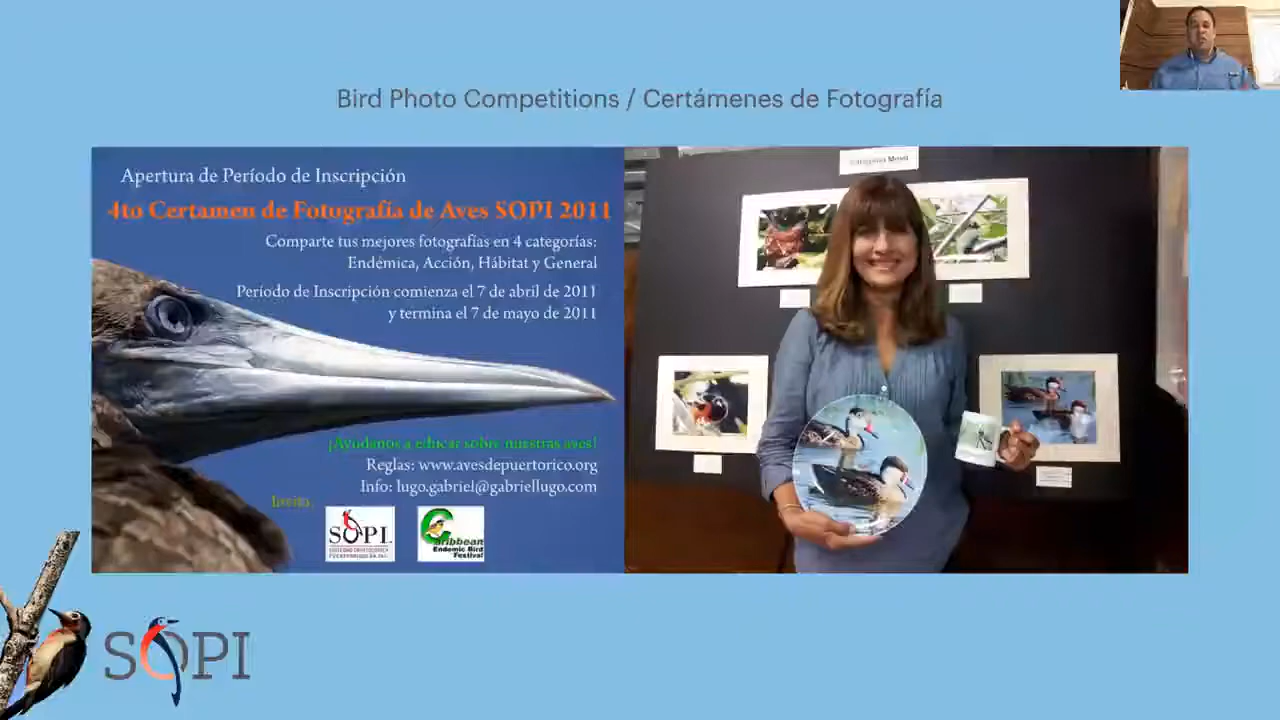 Bird Photo Competitions / Certámenes de Fotografía
Apertura de Período de Inscripción
4to Certamen de Fotografía de Aves SOPI 2011
Comparte tus mejores fotografías en 4 categorías:
Endémica, Acción, Hábitat y General
Período de Inscripción comienza el 7 de abril de 2011
y termina el 7 de mayo de 2011
¡Ayúdanos a educar sobre nuestras aves!
Reglas: www.avesdepuertorico.org
Info: lugo.gabriel@gabriellugo.com
Invita:
SOPI
Caribbean
Endemic Bird
Festival
SOPI